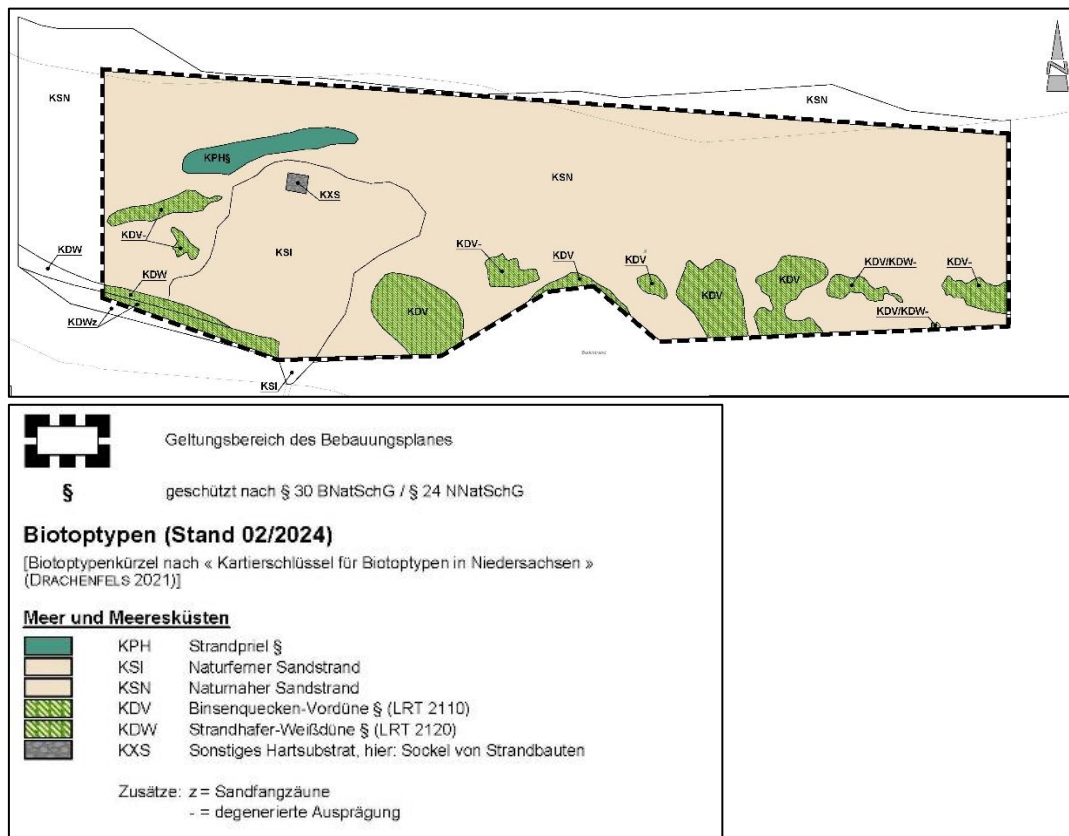 KSN
KSN
KPH§
KXS
KSN
KDV-
KSI
KDW
KDW
KDWz
KDV-
KDV
KDV
KDV/KDW-
KDV-
KDV
KDV
KDV
KDV/KDW-
KSI
N
Geltungsbereich des Bebauungsplanes
§ geschützt nach § 30 BNatSchG / § 24 NNatSchG
Biotoptypen (Stand 02/2024)
[Biotoptypenkürzel nach « Kartierschlüssel für Biotoptypen in Niedersachsen »
(DRACHENFELS 2021)]
Meer und Meeresküsten
KPH Strandpriel §
KSI Naturferner Sandstrand
KSN Naturnaher Sandstrand
KDV Binsenquecken-Vordüne § (LRT 2110)
KDW Strandhafer-Weißdüne § (LRT 2120)
KXS Sonstiges Hartsubstrat, hier: Sockel von Strandbauten
Zusätze: z = Sandfangzäune
- = degenerierte Ausprägung